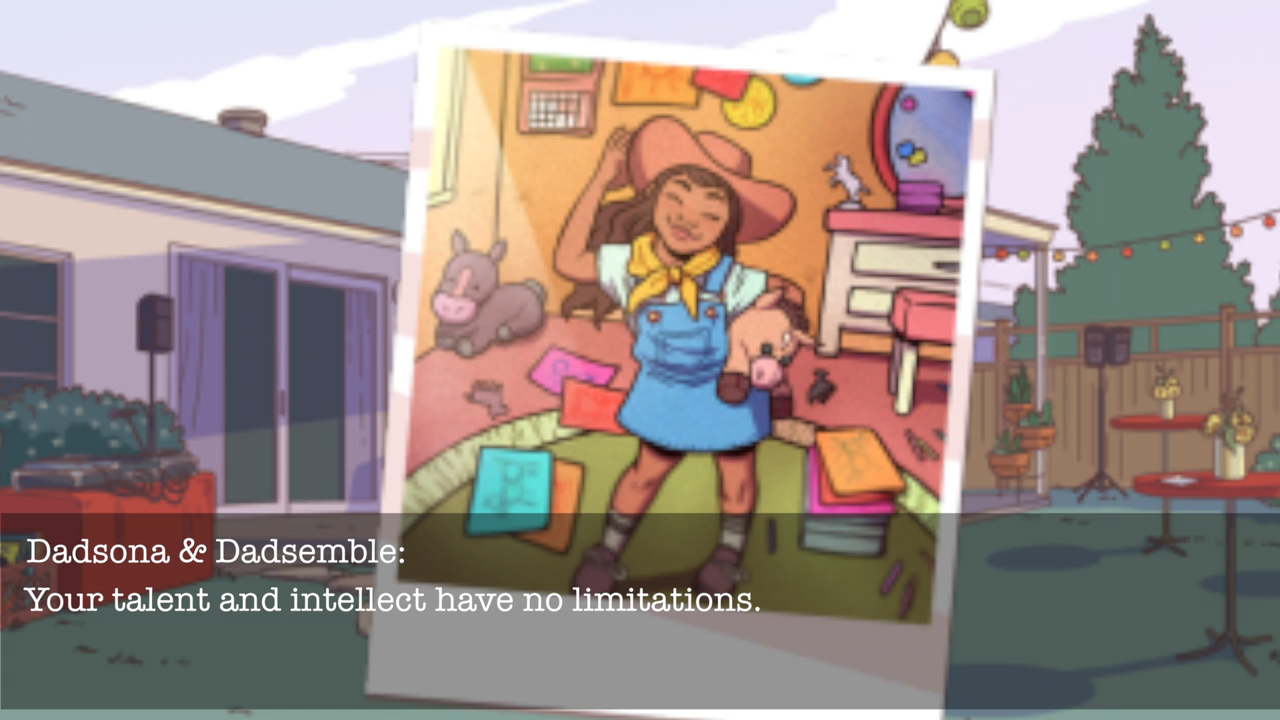 Dadsona & Dadsemble:
Your talent and intellect have no limitations.